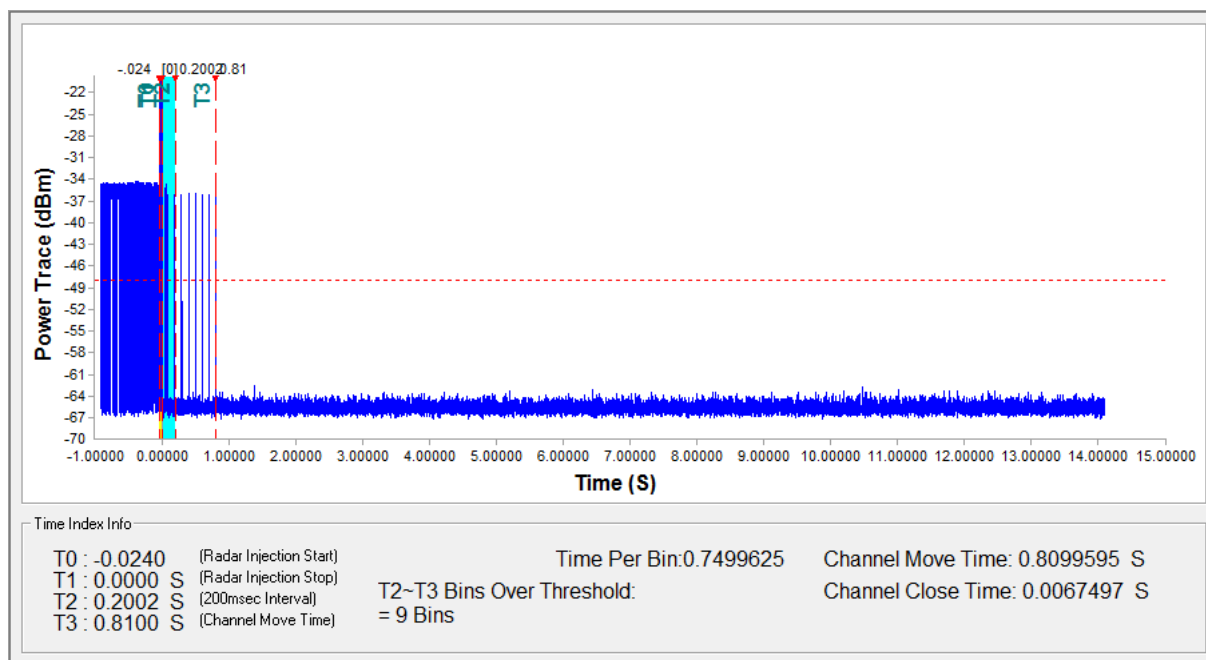 -.024 [0]0.20020.81
T0 T2 T3
-22
-25
-28
-31
-34
-37
-40
-43
-46
-49
-52
-55
-58
-61
-64
-67
-70
Power Trace (dBm)
-1.00000 0.00000 1.00000 2.00000 3.00000 4.00000 5.00000 6.00000 7.00000 8.00000 9.00000 10.00000 11.00000 12.00000 13.00000 14.00000 15.00000
Time (S)
Time Index Info
T0 : -0.0240 (Radar Injection Start)
T1 : 0.0000 S (Radar Injection Stop)
T2 : 0.2002 S (200msec Interval)
T3 : 0.8100 S (Channel Move Time)
Time Per Bin:0.7499625
T2~T3 Bins Over Threshold:
= 9 Bins
Channel Move Time: 0.8099595 S
Channel Close Time: 0.0067497 S